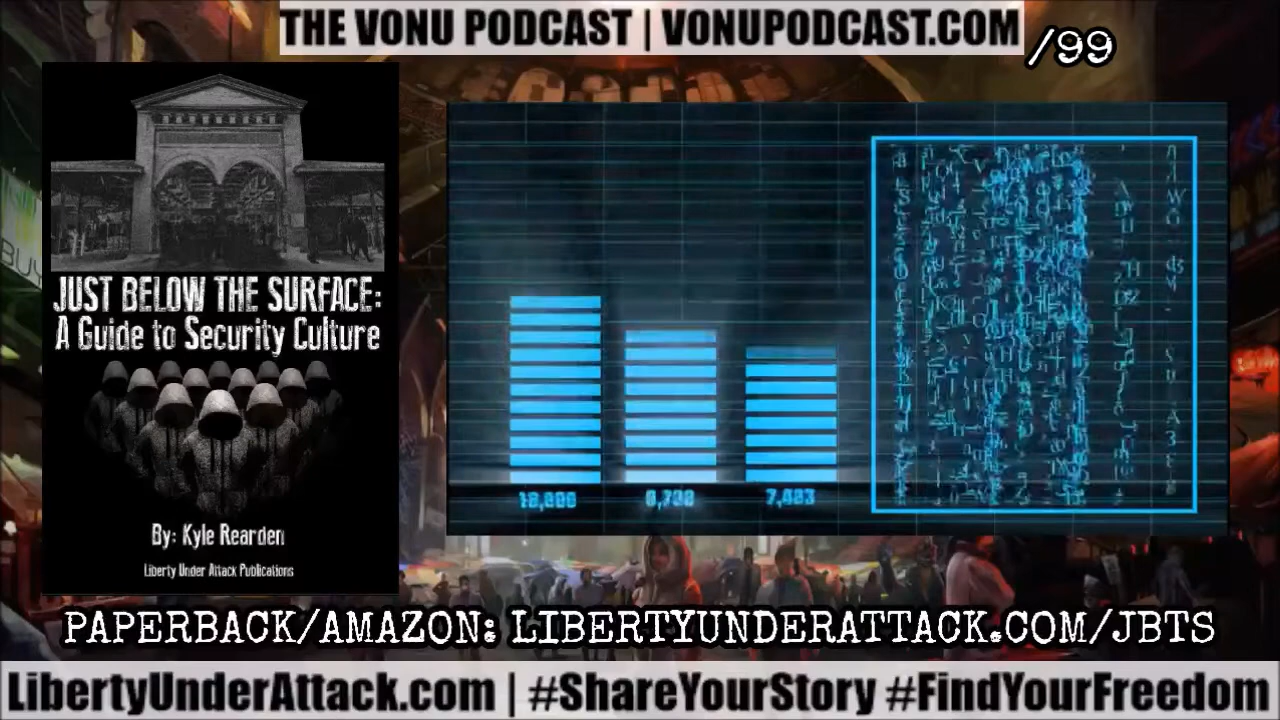 THE VONU PODCAST | VONUPODCAST.COM
/99
JUST BELOW THE SURFACE:
A Guide to Security Culture
By: Kyle Rearden
Liberty Under Attack Publications
BUY
7,483
PAPERBACK/AMAZON: LIBERTYUNDERATTACK.COM/JBTS
LibertyUnderAttack.com | #ShareYourStory #FindYourFreedom